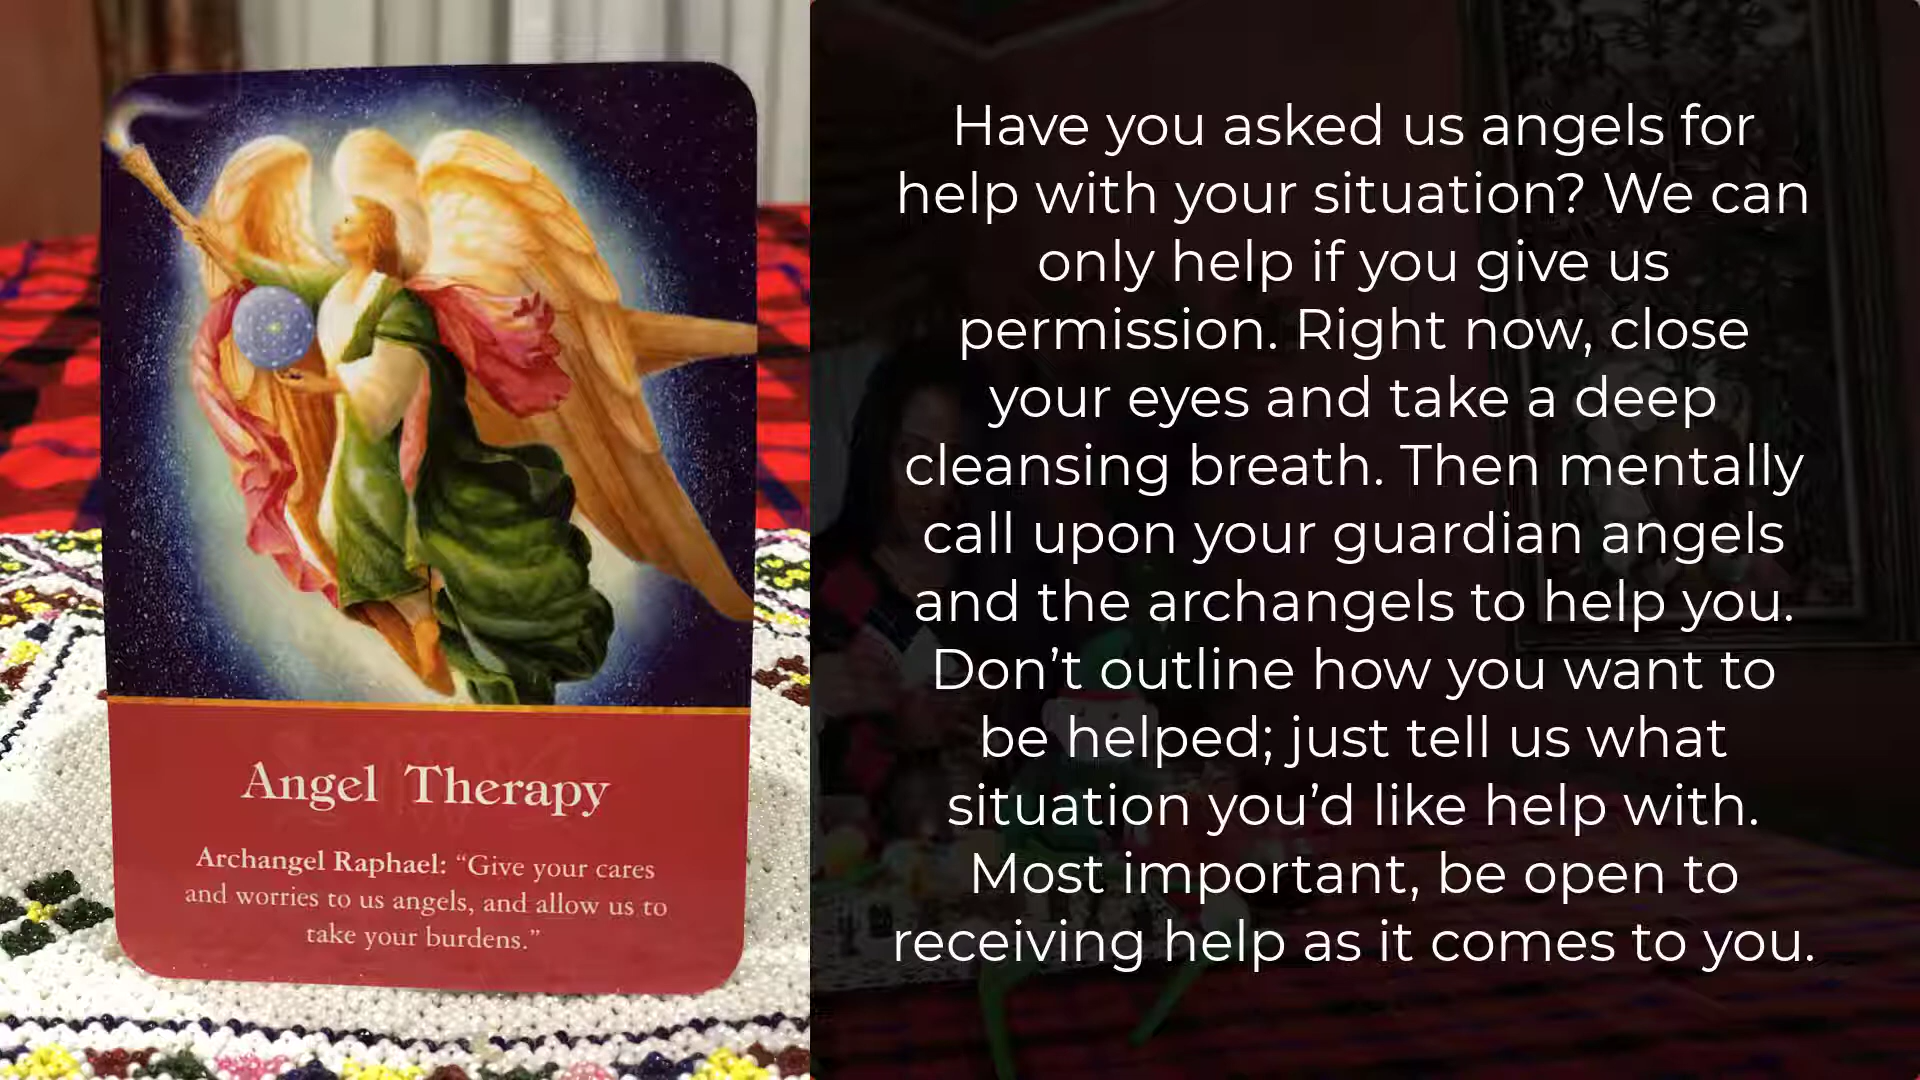 Angel Therapy
Archangel Raphael: “Give your cares
and worries to us angels, and allow us to
take your burdens.”
Have you asked us angels for
help with your situation? We can
only help if you give us
permission. Right now, close
your eyes and take a deep
cleansing breath. Then mentally
call upon your guardian angels
and the archangels to help you.
Don’t outline how you want to
be helped; just tell us what
situation you’d like help with.
Most important, be open to
receiving help as it comes to you.